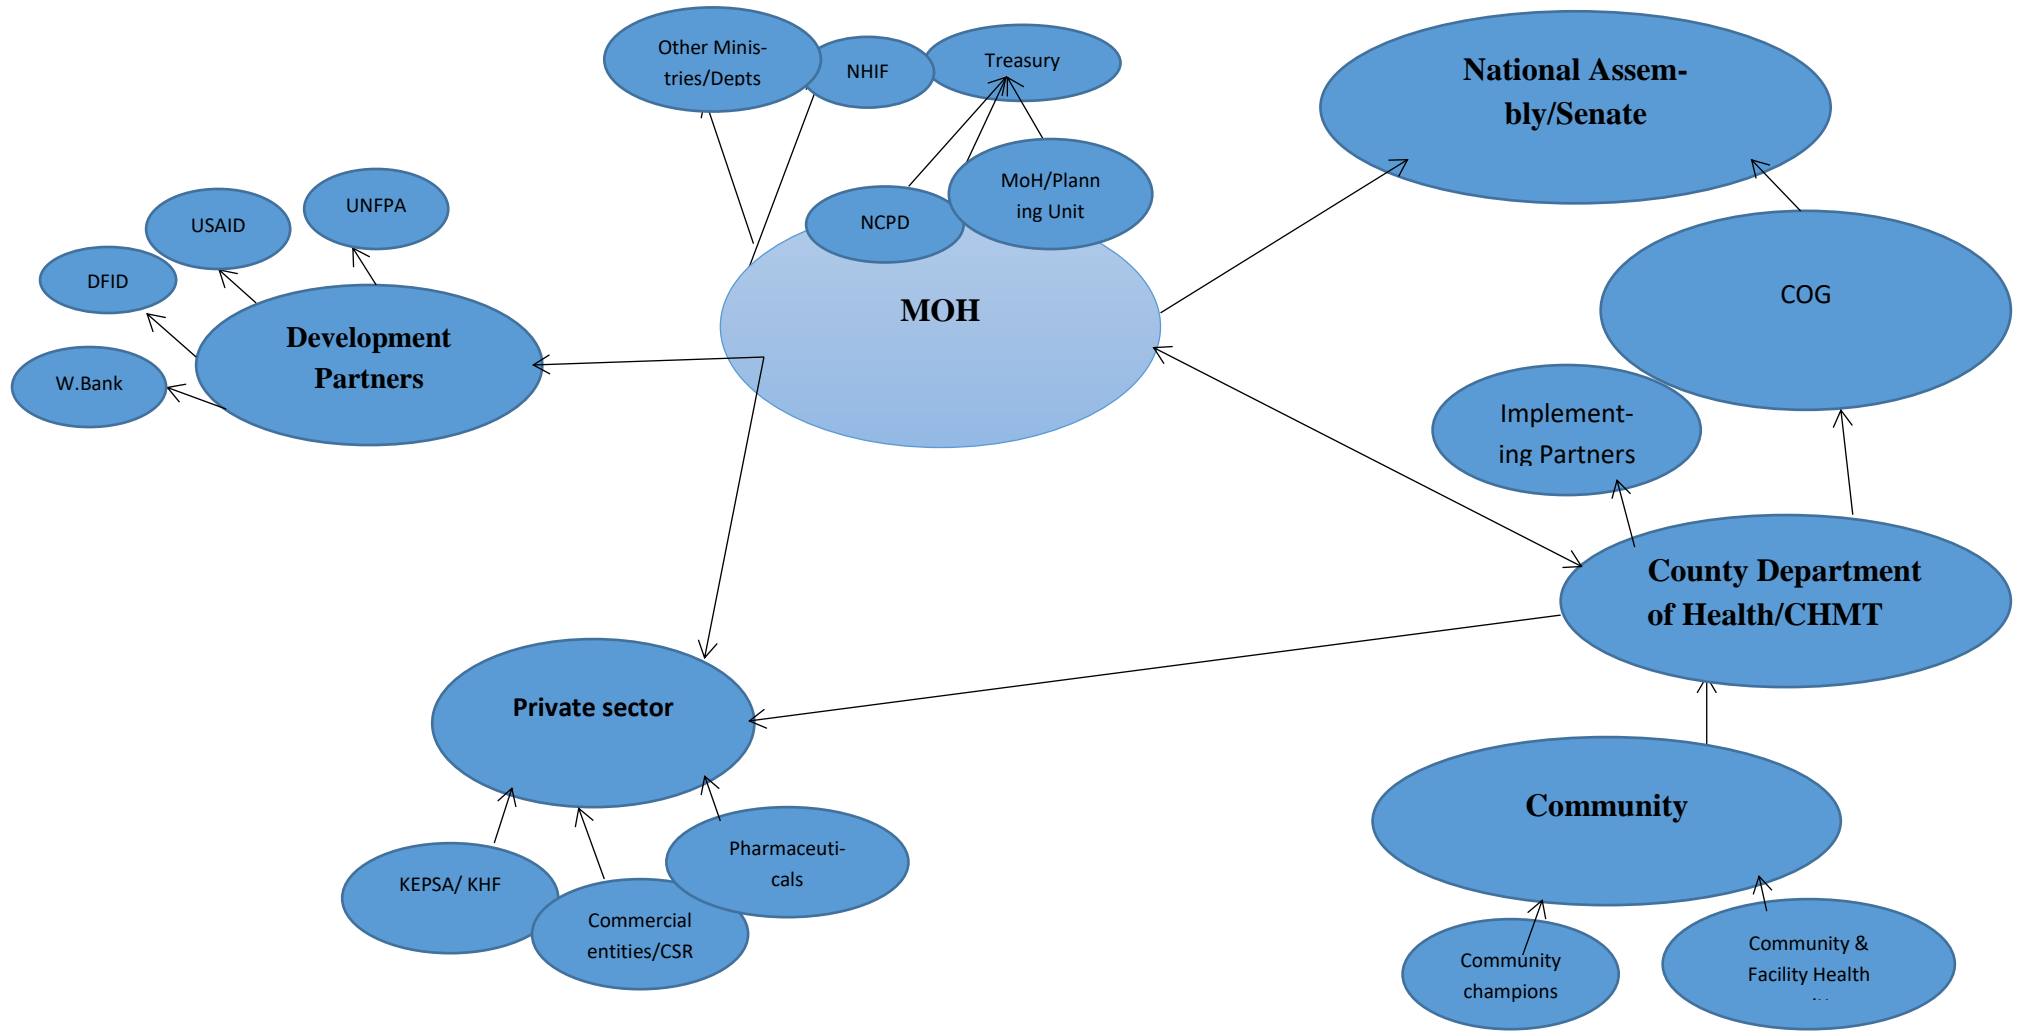 Other Minis-
tries/Depts
NHIF
Treasury
National Assem-
bly/Senate
MoH/Plann
ing Unit
NCPD
UNFPA
USAID
DFID
W.Bank
Development
Partners
MOH
COG
Implement-
ing Partners
County Department
of Health/CHMT
Private sector
Community
KEPSA/ KHF
Commercial
entities/CSR
Pharmaceuti-
cals
Community
champions
Community &
Facility Health